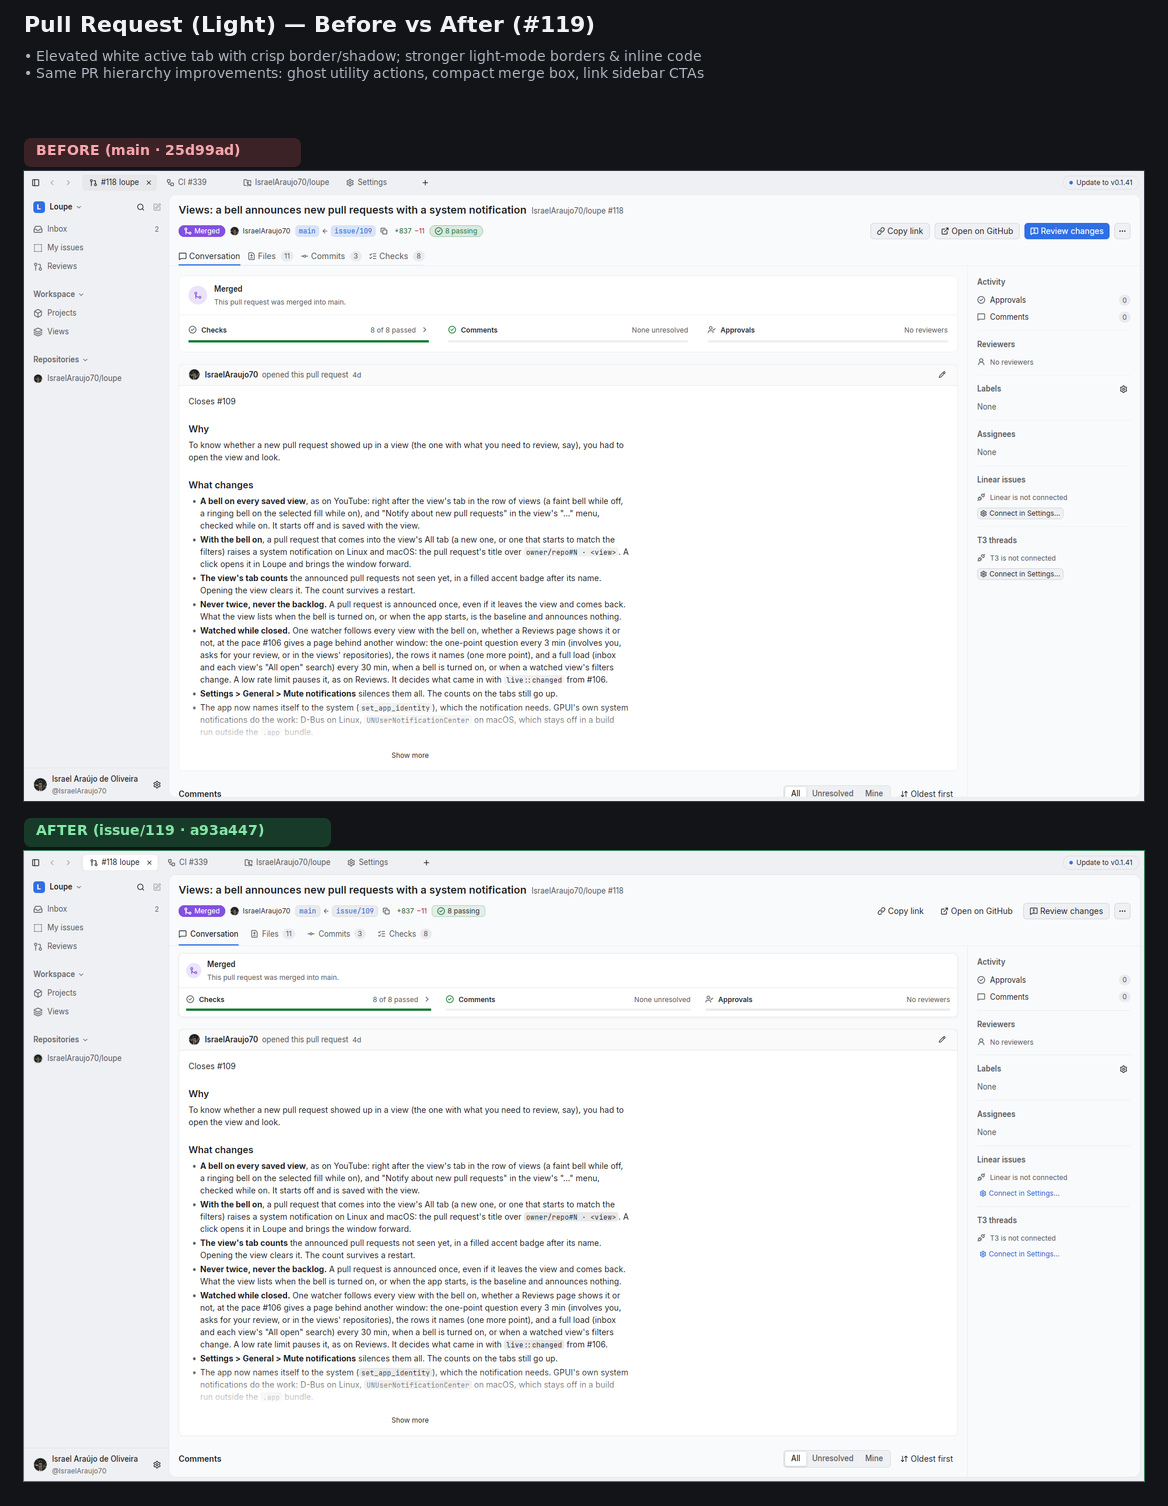 Pull Request (Light) — Before vs After (#119)
• Elevated white active tab with crisp border/shadow; stronger light-mode borders & inline code
• Same PR hierarchy improvements: ghost utility actions, compact merge box, link sidebar CTAs
BEFORE (main · 25d99ad)
#118 loupe × CI #339 IsraelAraujo70/loupe Settings + Update to v0.1.41
L Loupe
Inbox 2
My issues
Reviews
Workspace
Projects
Views
Repositories
IsraelAraujo70/loupe
Israel Araújo de Oliveira
@IsraelAraujo70
Views: a bell announces new pull requests with a system notification IsraelAraujo70/loupe #118
Merged IsraelAraujo70 main ← issue/109 +837 −11 8 passing
Copy link Open on GitHub Review changes ...
Conversation Files 11 Commits 3 Checks 8
Merged
This pull request was merged into main.
Checks 8 of 8 passed > Comments None unresolved Approvals No reviewers
IsraelAraujo70 opened this pull request 4d
Closes #109
Why
To know whether a new pull request showed up in a view (the one with what you need to review, say), you had to
open the view and look.
What changes
• A bell on every saved view, as on YouTube: right after the view's tab in the row of views (a faint bell while off,
a ringing bell on the selected fill while on), and "Notify about new pull requests" in the view's "..." menu,
checked while on. It starts off and is saved with the view.
• With the bell on, a pull request that comes into the view's All tab (a new one, or one that starts to match the
filters) raises a system notification on Linux and macOS: the pull request's title over owner/repo#N · <view>. A
click opens it in Loupe and brings the window forward.
• The view's tab counts the announced pull requests not seen yet, in a filled accent badge after its name.
Opening the view clears it. The count survives a restart.
• Never twice, never the backlog. A pull request is announced once, even if it leaves the view and comes back.
What the view lists when the bell is turned on, or when the app starts, is the baseline and announces nothing.
• Watched while closed. One watcher follows every view with the bell on, whether a Reviews page shows it or
not, at the pace #106 gives a page behind another window: the one-point question every 3 min (involves you,
asks for your review, or in the views' repositories), the rows it names (one more point), and a full load (inbox
and each view's "All open" search) every 30 min, when a bell is turned on, or when a watched view's filters
change. A low rate limit pauses it, as on Reviews. It decides what came in with live::changed from #106.
• Settings > General > Mute notifications silences them all. The counts on the tabs still go up.
• The app now names itself to the system (set_app_identity), which the notification needs. GPUI's own system
notifications do the work: D-Bus on Linux, UNUserNotificationCenter on macOS, which stays off in a build
run outside the .app bundle.
Show more
Comments All Unresolved Mine Oldest first
Activity
Approvals 0
Comments 0
Reviewers
No reviewers
Labels
None
Assignees
None
Linear issues
Linear is not connected
Connect in Settings...
T3 threads
T3 is not connected
Connect in Settings...
AFTER (issue/119 · a93a447)
#118 loupe × CI #339 IsraelAraujo70/loupe Settings + Update to v0.1.41
L Loupe
Inbox 2
My issues
Reviews
Workspace
Projects
Views
Repositories
IsraelAraujo70/loupe
Israel Araújo de Oliveira
@IsraelAraujo70
Views: a bell announces new pull requests with a system notification IsraelAraujo70/loupe #118
Merged IsraelAraujo70 main ← issue/109 +837 −11 8 passing
Copy link Open on GitHub Review changes ...
Conversation Files 11 Commits 3 Checks 8
Merged
This pull request was merged into main.
Checks 8 of 8 passed > Comments None unresolved Approvals No reviewers
IsraelAraujo70 opened this pull request 4d
Closes #109
Why
To know whether a new pull request showed up in a view (the one with what you need to review, say), you had to
open the view and look.
What changes
• A bell on every saved view, as on YouTube: right after the view's tab in the row of views (a faint bell while off,
a ringing bell on the selected fill while on), and "Notify about new pull requests" in the view's "..." menu,
checked while on. It starts off and is saved with the view.
• With the bell on, a pull request that comes into the view's All tab (a new one, or one that starts to match the
filters) raises a system notification on Linux and macOS: the pull request's title over owner/repo#N · <view>. A
click opens it in Loupe and brings the window forward.
• The view's tab counts the announced pull requests not seen yet, in a filled accent badge after its name.
Opening the view clears it. The count survives a restart.
• Never twice, never the backlog. A pull request is announced once, even if it leaves the view and comes back.
What the view lists when the bell is turned on, or when the app starts, is the baseline and announces nothing.
• Watched while closed. One watcher follows every view with the bell on, whether a Reviews page shows it or
not, at the pace #106 gives a page behind another window: the one-point question every 3 min (involves you,
asks for your review, or in the views' repositories), the rows it names (one more point), and a full load (inbox
and each view's "All open" search) every 30 min, when a bell is turned on, or when a watched view's filters
change. A low rate limit pauses it, as on Reviews. It decides what came in with live::changed from #106.
• Settings > General > Mute notifications silences them all. The counts on the tabs still go up.
• The app now names itself to the system (set_app_identity), which the notification needs. GPUI's own system
notifications do the work: D-Bus on Linux, UNUserNotificationCenter on macOS, which stays off in a build
run outside the .app bundle.
Show more
Comments All Unresolved Mine Oldest first
Activity
Approvals 0
Comments 0
Reviewers
No reviewers
Labels
None
Assignees
None
Linear issues
Linear is not connected
Connect in Settings...
T3 threads
T3 is not connected
Connect in Settings...